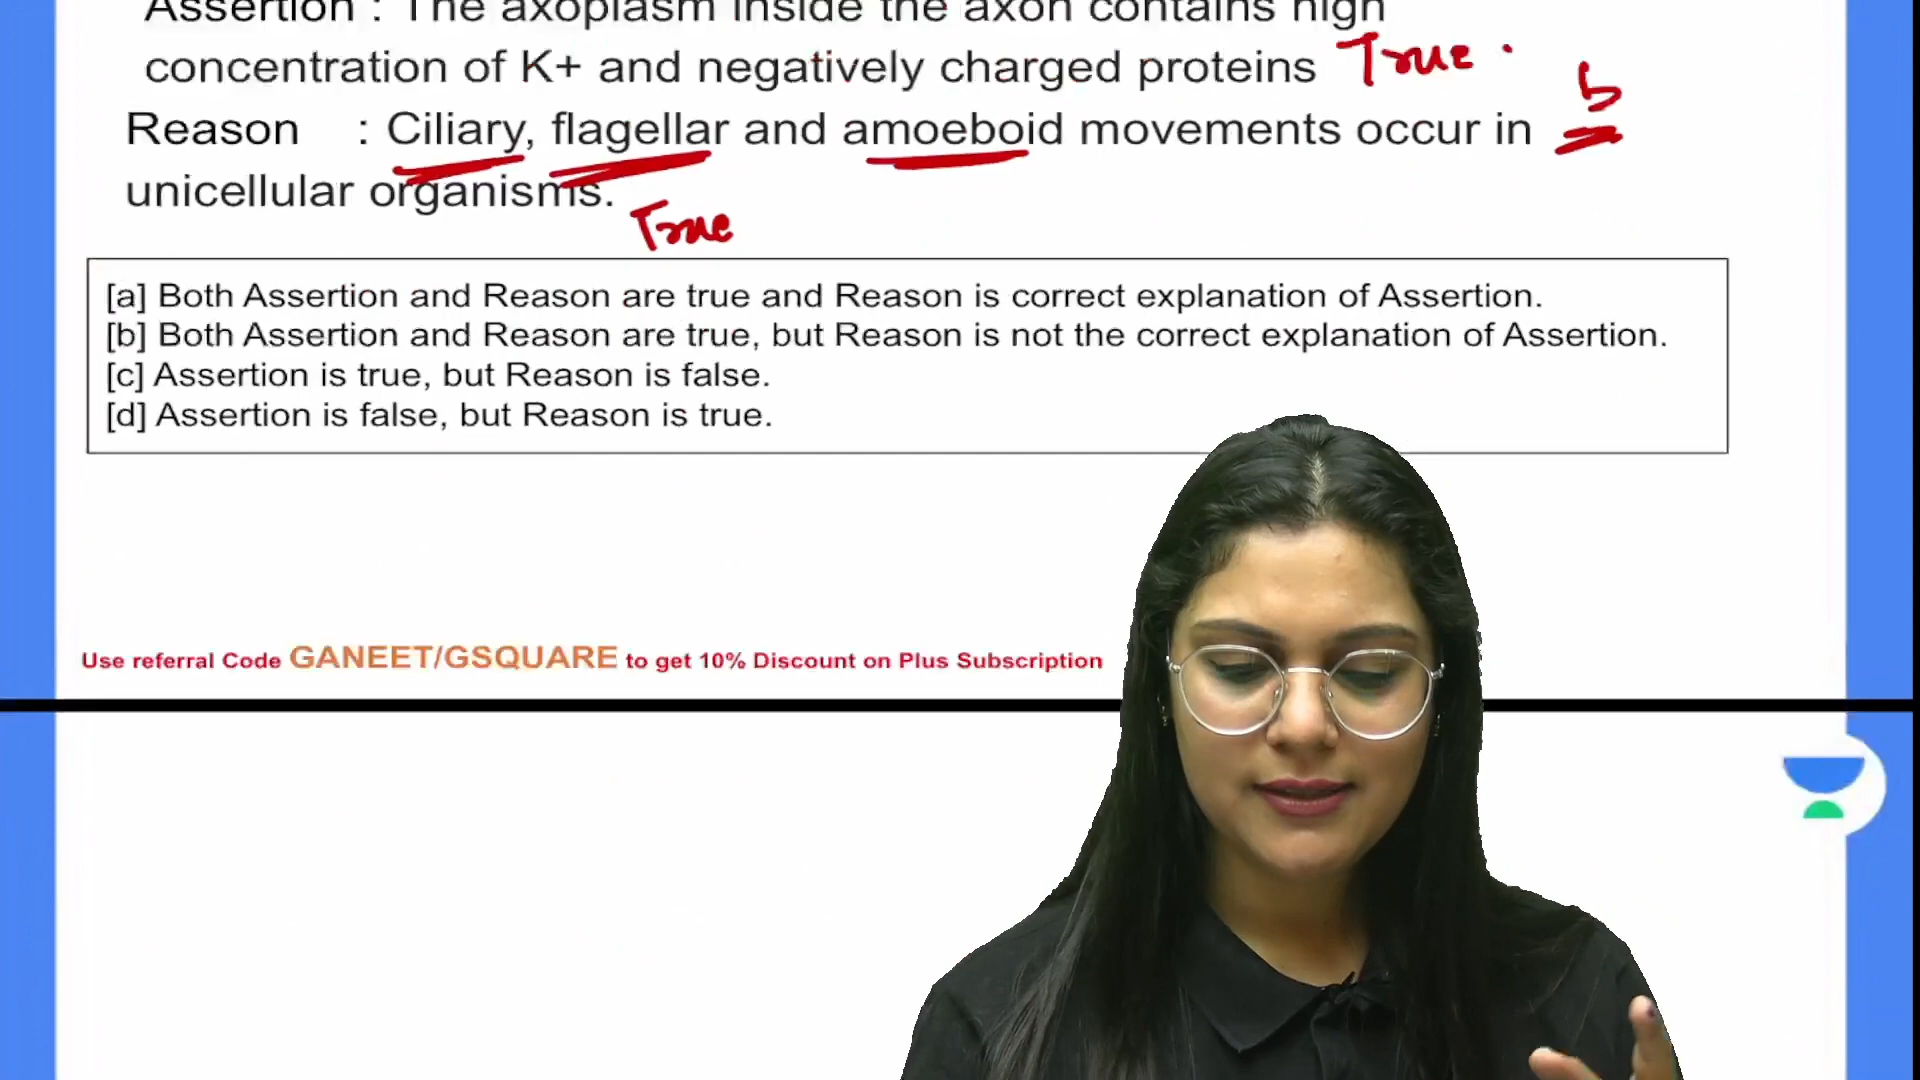 Assertion : The axoplasm inside the axon contains high
concentration of K+ and negatively charged proteins True
b
Reason : Ciliary, flagellar and amoeboid movements occur in
unicellular organisms.
True
[a] Both Assertion and Reason are true and Reason is correct explanation of Assertion.
[b] Both Assertion and Reason are true, but Reason is not the correct explanation of Assertion.
[c] Assertion is true, but Reason is false.
[d] Assertion is false, but Reason is true.
Use referral Code GANEET/GSQUARE to get 10% Discount on Plus Subscription